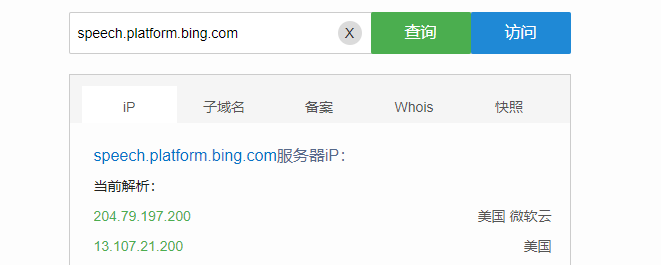 speech.platform.bing.com X 查询 访问
iP 子域名 备案 Whois 快照
speech.platform.bing.com服务器iP：
当前解析：
204.79.197.200 美国 微软云
13.107.21.200 美国